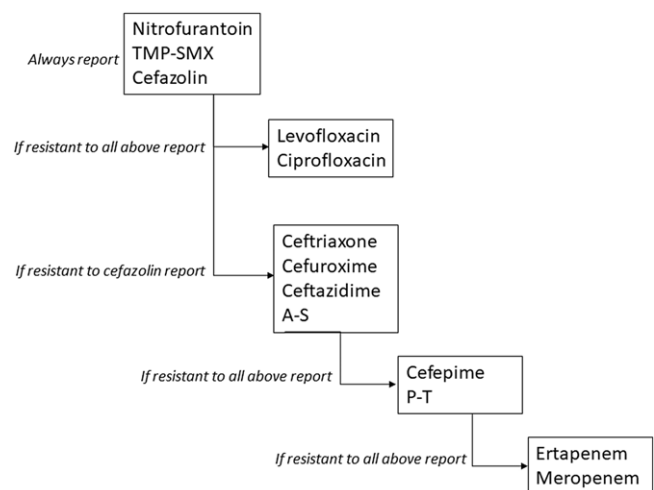 Nitrofurantoin
TMP-SMX
Cefazolin
Always report
If resistant to all above report
Levofloxacin
Ciprofloxacin
If resistant to cefazolin report
Ceftriaxone
Cefuroxime
Ceftazidime
A-S
If resistant to all above report
Cefepime
P-T
If resistant to all above report
Ertapenem
Meropenem